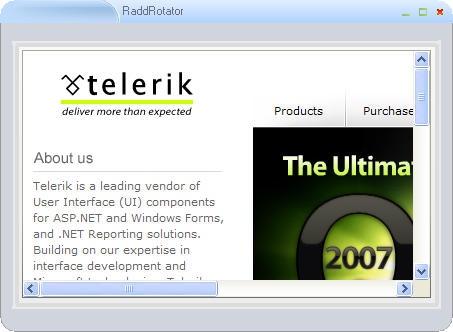 RaddRotator
telerik
deliver more than expected
Products
Purchase
About us
Telerik is a leading vendor of
User Interface (UI) components
for ASP.NET and Windows Forms,
and .NET Reporting solutions.
Building on our expertise in
interface development and
The Ultima
2007